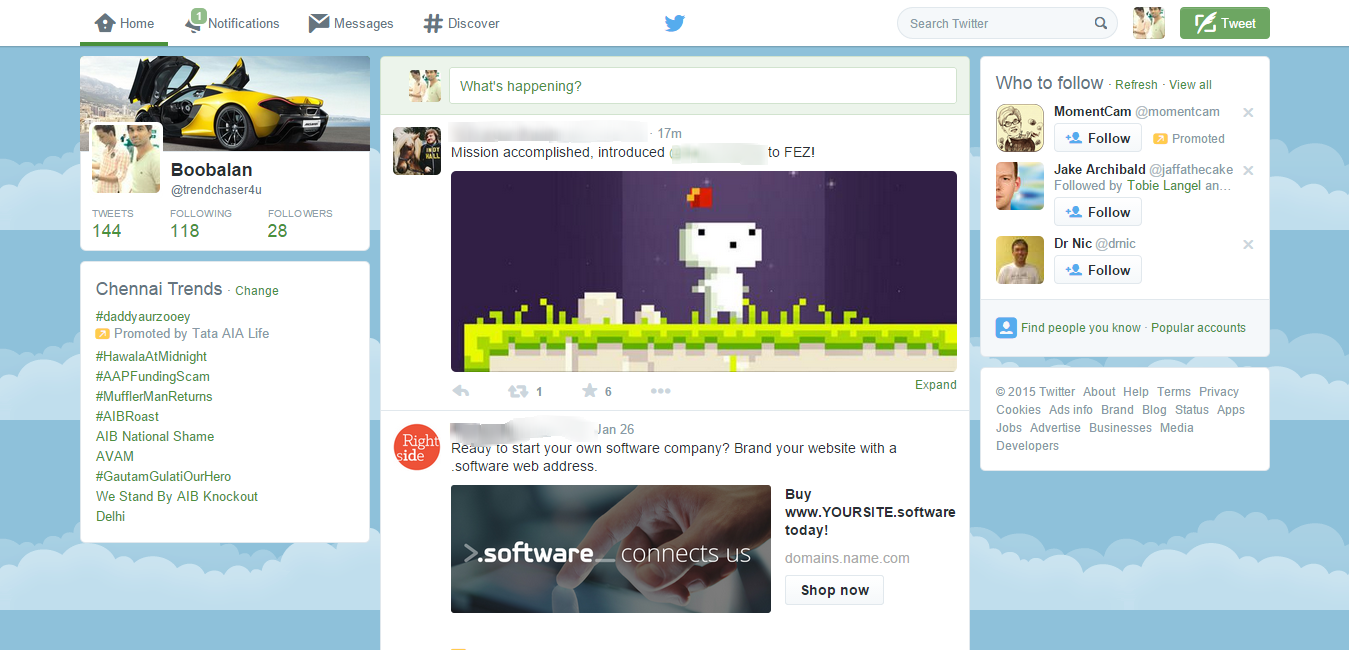 Home
1
Notifications
Messages
Discover
Search Twitter
Tweet
Boobalan
@trendchaser4u
TWEETS FOLLOWING FOLLOWERS
144 118 28
Chennai Trends · Change
#daddyaurzooey
Promoted by Tata AIA Life
#HawalaAtMidnight
#AAPFundingScam
#MufflerManReturns
#AIBRoast
AIB National Shame
AVAM
#GautamGulatiOurHero
We Stand By AIB Knockout
Delhi
What's happening?
· 17m
Mission accomplished, introduced to FEZ!
1 6
Expand
Right
side
Jan 26
Ready to start your own software company? Brand your website with a
.software web address.
>.software_ connects us
Buy
www.YOURSITE.software
today!
domains.name.com
Shop now
Who to follow · Refresh · View all
MomentCam @momentcam
Follow
Promoted
Jake Archibald @jaffathecake
Followed by Tobie Langel an...
Follow
Dr Nic @drnic
Follow
Find people you know · Popular accounts
© 2015 Twitter About Help Terms Privacy
Cookies Ads info Brand Blog Status Apps
Jobs Advertise Businesses Media
Developers